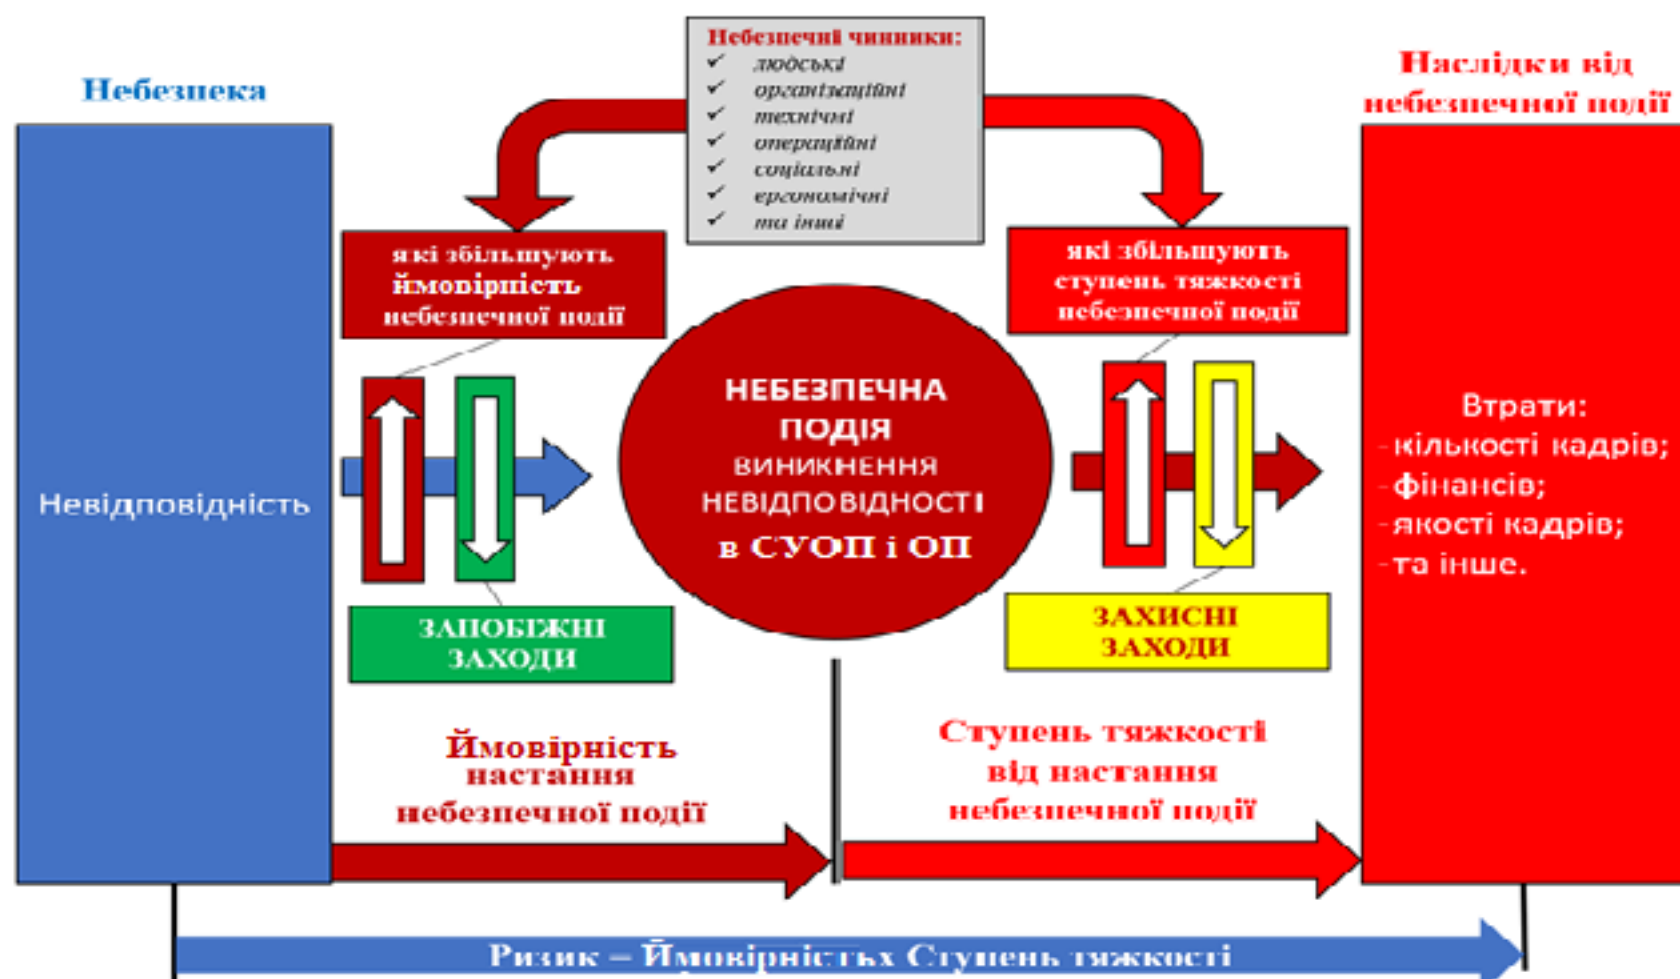 Небезпечні чинники:
✓ людські
✓ організаційні
✓ технічні
✓ операційні
✓ соціальні
✓ ергономічні
✓ та інші
Небезпека
Наслідки від
небезпечної події
які збільшують
ймовірність
небезпечної події
які збільшують
ступень тяжкості
небезпечної події
Невідповідність
НЕБЕЗПЕЧНА
ПОДІЯ
ВИНИКНЕННЯ
НЕВІДПОВІДНОСТІ
в СУОП і ОП
Втрати:
- кількості кадрів;
- фінансів;
- якості кадрів;
- та інше.
ЗАПОБІЖНІ
ЗАХОДИ
ЗАХИСНІ
ЗАХОДИ
Ймовірність
настання
небезпечної події
Ступень тяжкості
від настання
небезпечної події
Ризик – Ймовірністьх Ступень тяжкості